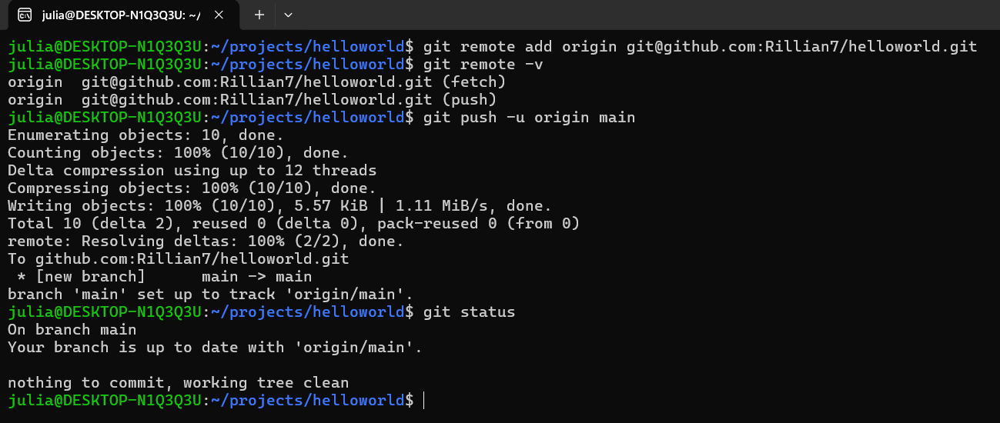 julia@DESKTOP-N1Q3Q3U: ~/
julia@DESKTOP-N1Q3Q3U:~/projects/helloworld$ git remote add origin git@github.com:Rillian7/helloworld.git
julia@DESKTOP-N1Q3Q3U:~/projects/helloworld$ git remote -v
origin  git@github.com:Rillian7/helloworld.git (fetch)
origin  git@github.com:Rillian7/helloworld.git (push)
julia@DESKTOP-N1Q3Q3U:~/projects/helloworld$ git push -u origin main
Enumerating objects: 10, done.
Counting objects: 100% (10/10), done.
Delta compression using up to 12 threads
Compressing objects: 100% (10/10), done.
Writing objects: 100% (10/10), 5.57 KiB | 1.11 MiB/s, done.
Total 10 (delta 2), reused 0 (delta 0), pack-reused 0 (from 0)
remote: Resolving deltas: 100% (2/2), done.
To github.com:Rillian7/helloworld.git
 * [new branch]      main -> main
branch 'main' set up to track 'origin/main'.
julia@DESKTOP-N1Q3Q3U:~/projects/helloworld$ git status
On branch main
Your branch is up to date with 'origin/main'.

nothing to commit, working tree clean
julia@DESKTOP-N1Q3Q3U:~/projects/helloworld$